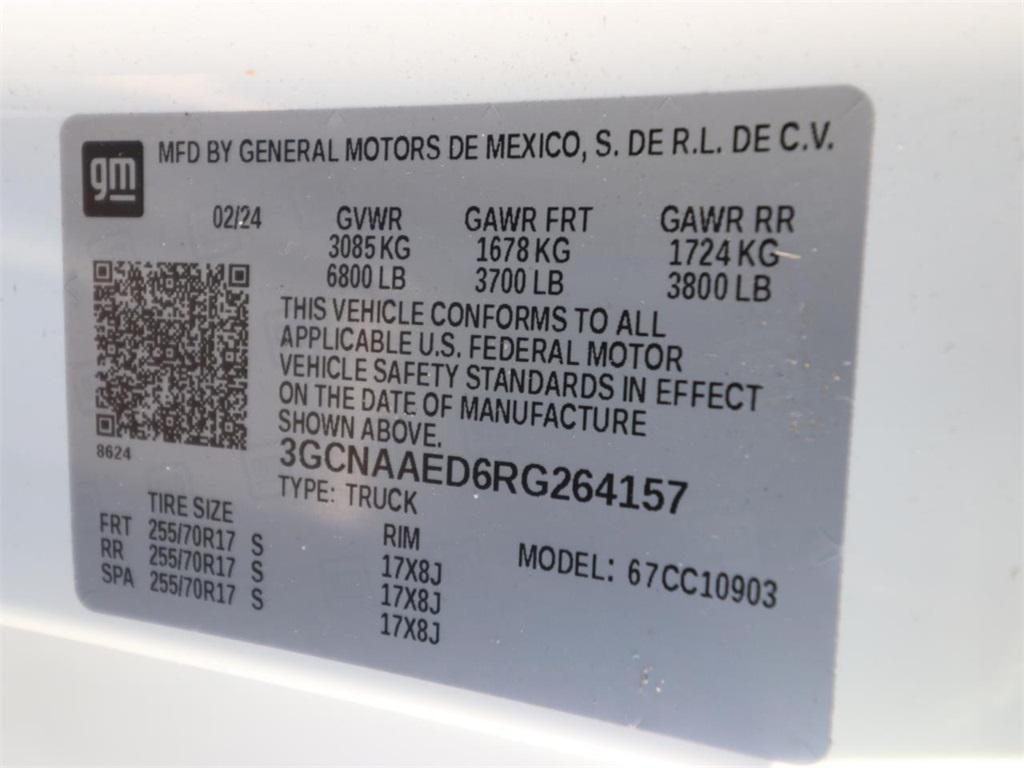 gm
MFD BY GENERAL MOTORS DE MEXICO, S. DE R.L. DE C.V.
02/24 GVWR GAWR FRT GAWR RR
3085 KG 1678 KG 1724 KG
6800 LB 3700 LB 3800 LB
THIS VEHICLE CONFORMS TO ALL
APPLICABLE U.S. FEDERAL MOTOR
VEHICLE SAFETY STANDARDS IN EFFECT
ON THE DATE OF MANUFACTURE
SHOWN ABOVE.
8624
3GCNAAED6RG264157
TYPE: TRUCK
TIRE SIZE RIM MODEL: 67CC10903
FRT 255/70R17 S 17X8J
RR 255/70R17 S 17X8J
SPA 255/70R17 S 17X8J